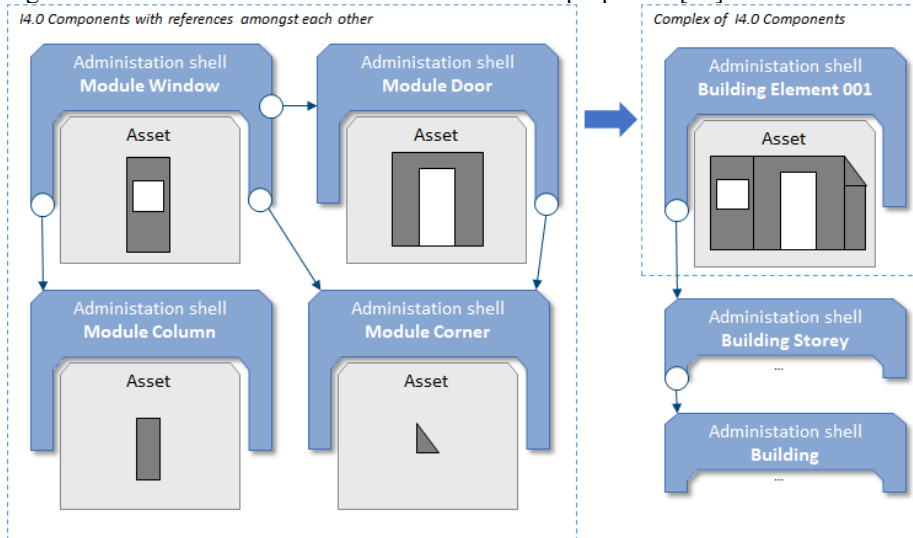 I4.0 Components with references amongst each other
Administation shell
Module Window
Asset
Administation shell
Module Door
Asset
Administation shell
Module Column
Asset
Administation shell
Module Corner
Asset
Complex of I4.0 Components
Administation shell
Building Element 001
Asset
Administation shell
Building Storey
...
Administation shell
Building
...